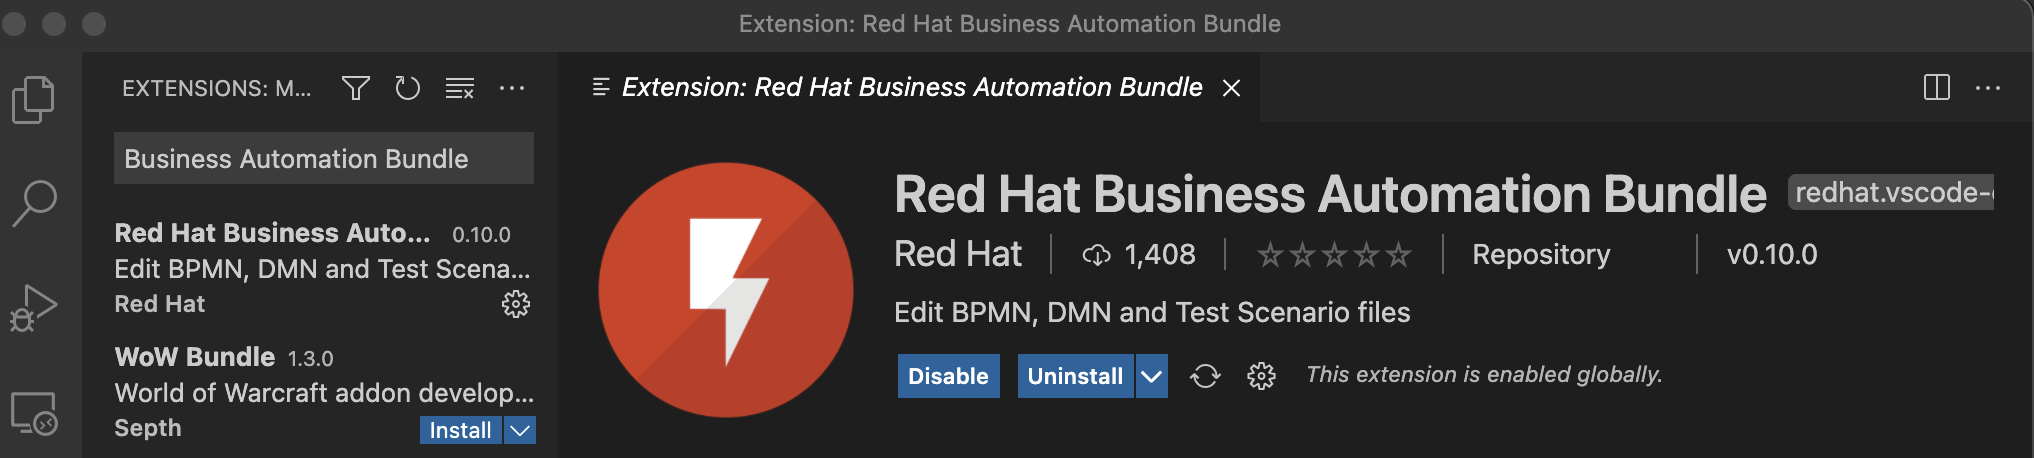 Extension: Red Hat Business Automation Bundle
EXTENSIONS: M...
Extension: Red Hat Business Automation Bundle
Business Automation Bundle
Red Hat Business Auto... 0.10.0
Edit BPMN, DMN and Test Scena...
Red Hat
WoW Bundle 1.3.0
World of Warcraft addon develop...
Septh
Install
Red Hat Business Automation Bundle redhat.vscode-
Red Hat 1,408 Repository v0.10.0
Edit BPMN, DMN and Test Scenario files
Disable Uninstall This extension is enabled globally.